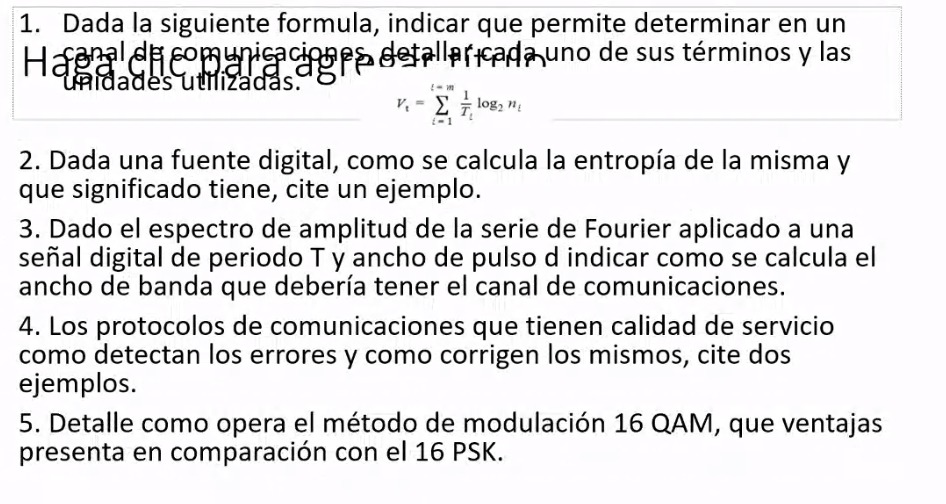 1. Dada la siguiente formula, indicar que permite determinar en un
canal de comunicaciones, detallar cada uno de sus términos y las
Haga clic para agregar título
unidades utilizadas.
V_t = \sum_{i=1}^{i=m} \frac{1}{T_i} \log_2 n_i
2. Dada una fuente digital, como se calcula la entropía de la misma y
que significado tiene, cite un ejemplo.
3. Dado el espectro de amplitud de la serie de Fourier aplicado a una
señal digital de periodo T y ancho de pulso d indicar como se calcula el
ancho de banda que debería tener el canal de comunicaciones.
4. Los protocolos de comunicaciones que tienen calidad de servicio
como detectan los errores y como corrigen los mismos, cite dos
ejemplos.
5. Detalle como opera el método de modulación 16 QAM, que ventajas
presenta en comparación con el 16 PSK.